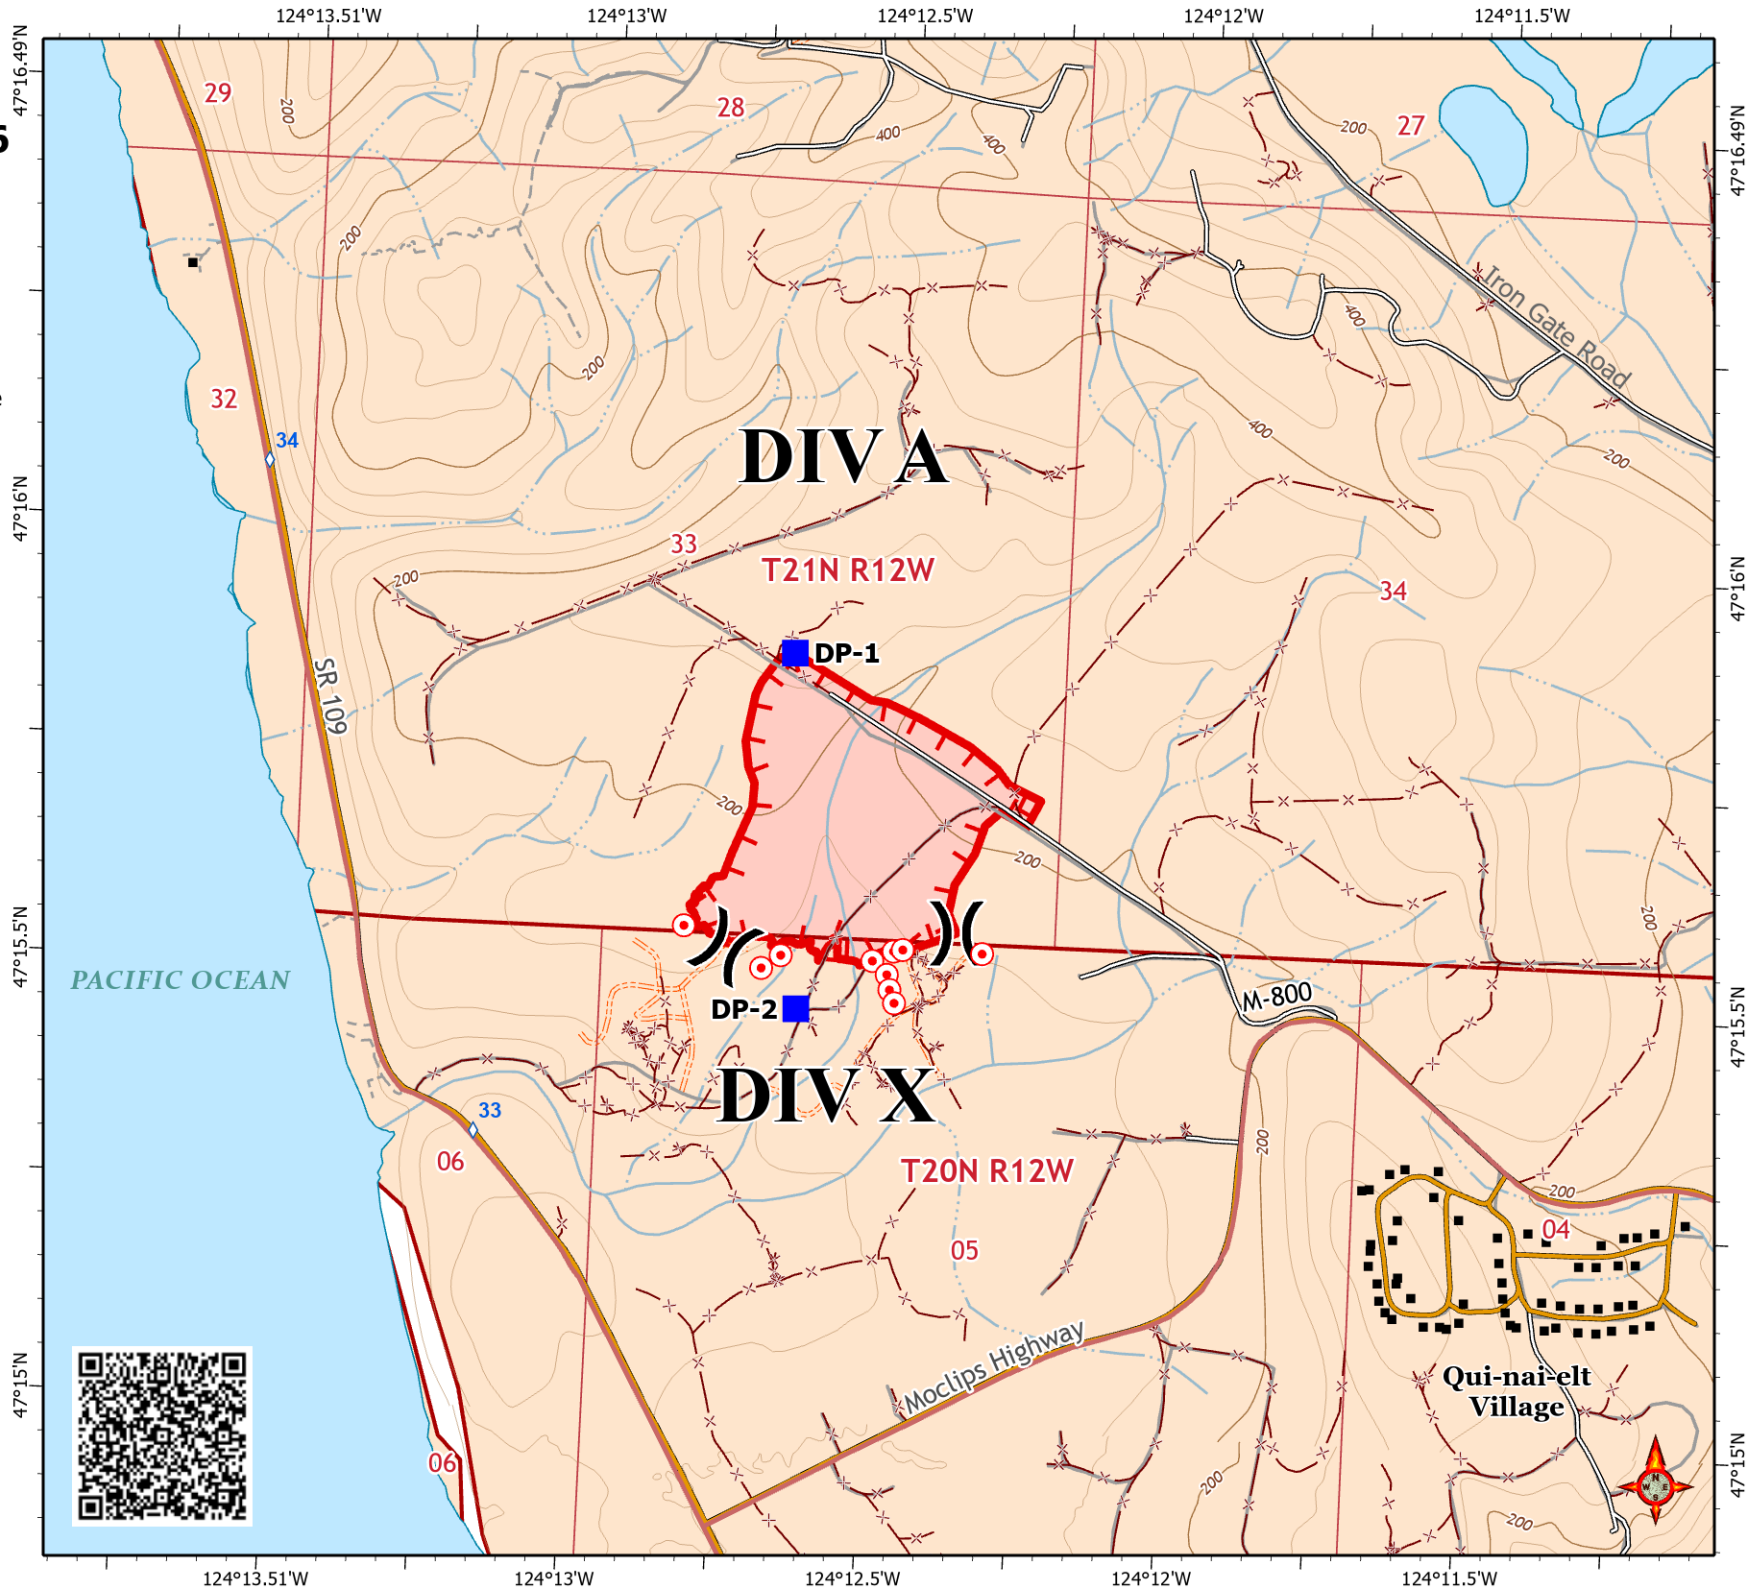 124°13.51'W 124°13'W 124°12.5'W 124°12'W 124°11.5'W
47°16.49'N
47°16.49'N
29
28
27
200
400
400
200
200
32
34
200
Iron Gate Road
400
400
200
DIV A
47°16'N
47°16'N
33
T21N R12W
34
200
DP-1
SR 109
200
200
200
47°15.5'N
47°15.5'N
PACIFIC OCEAN
DP-2
M-800
DIV X
33
06
200
T20N R12W
200
04
05
Moclips Highway
Qui-nai-elt
Village
47°15'N
47°15'N
06
200
200
N
W E
S
124°13.51'W 124°13'W 124°12.5'W 124°12'W 124°11.5'W